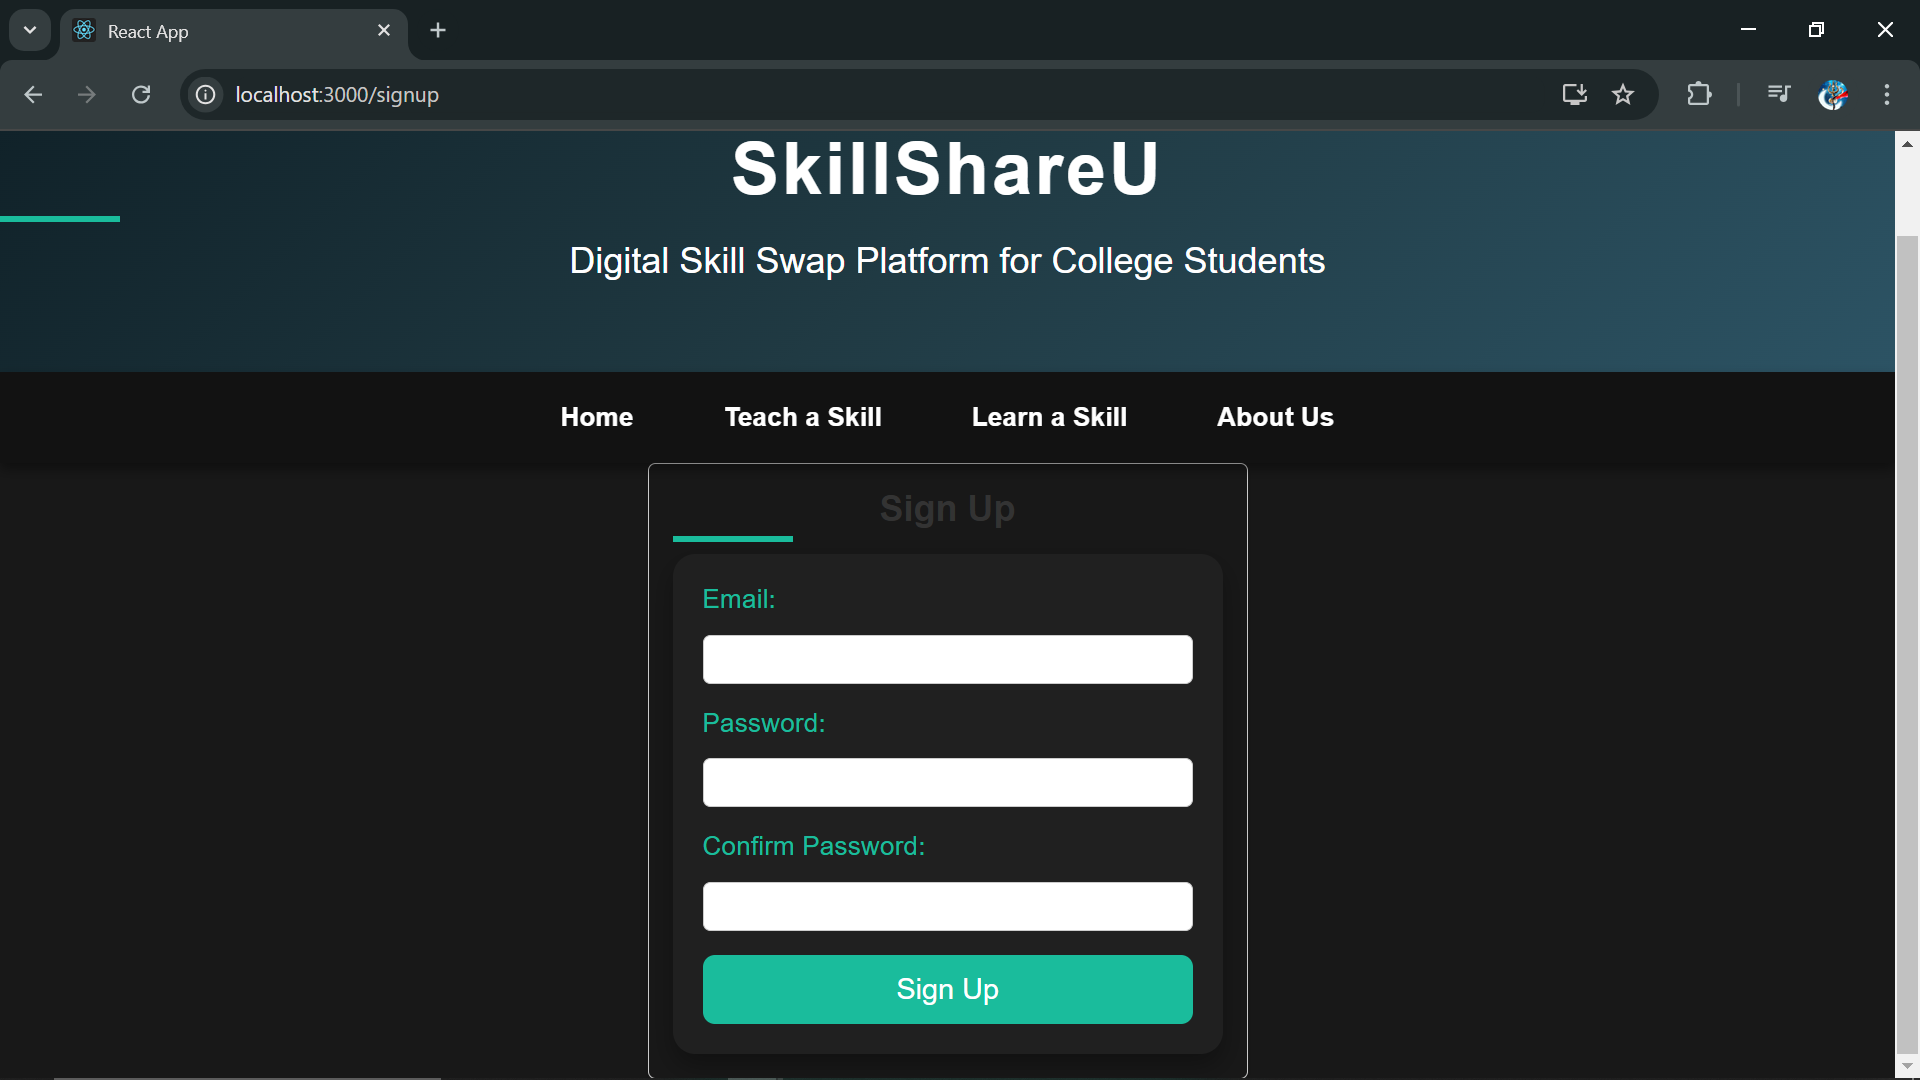 React App
localhost:3000/signup
SkillShareU
Digital Skill Swap Platform for College Students
Home Teach a Skill Learn a Skill About Us
Sign Up
Email:
Password:
Confirm Password:
Sign Up